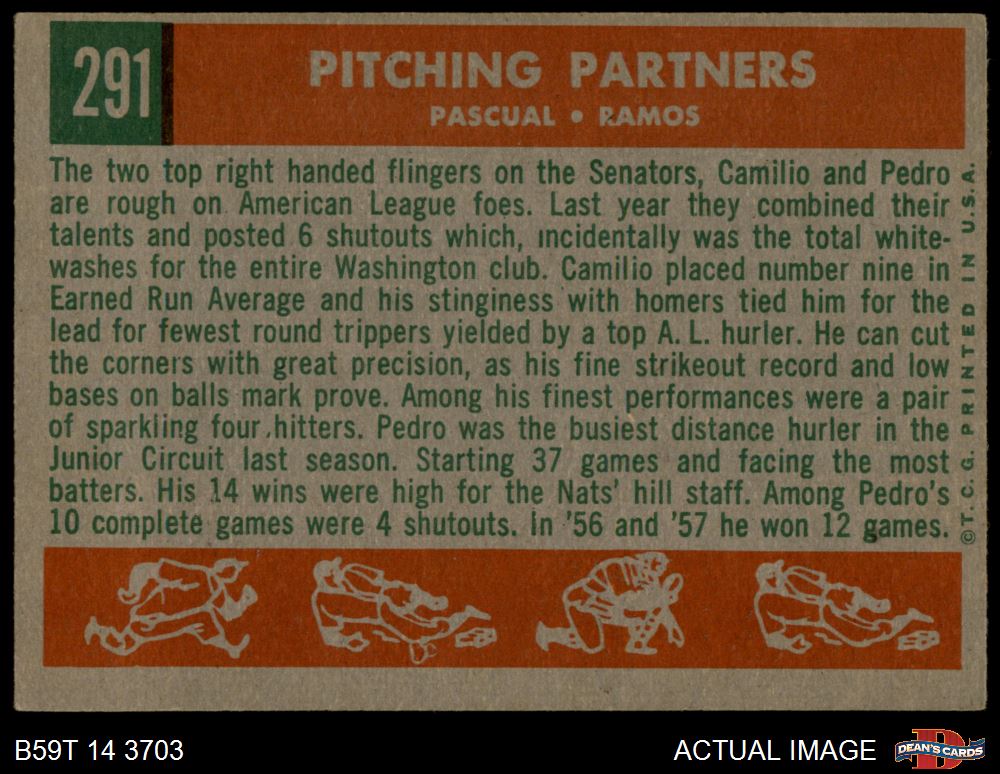 291
PITCHING PARTNERS
PASCUAL • RAMOS
The two top right handed flingers on the Senators, Camilio and Pedro
are rough on American League foes. Last year they combined their
talents and posted 6 shutouts which, incidentally was the total white-
washes for the entire Washington club. Camilio placed number nine in
Earned Run Average and his stinginess with homers tied him for the
lead for fewest round trippers yielded by a top A. L. hurler. He can cut
the corners with great precision, as his fine strikeout record and low
bases on balls mark prove. Among his finest performances were a pair
of sparkling four hitters. Pedro was the busiest distance hurler in the
Junior Circuit last season. Starting 37 games and facing the most
batters. His 14 wins were high for the Nats' hill staff. Among Pedro's
10 complete games were 4 shutouts. In '56 and '57 he won 12 games.
©T. C. G. PRINTED IN U.S.A.
B59T 14 3703
ACTUAL IMAGE
D
DEAN'S CARDS